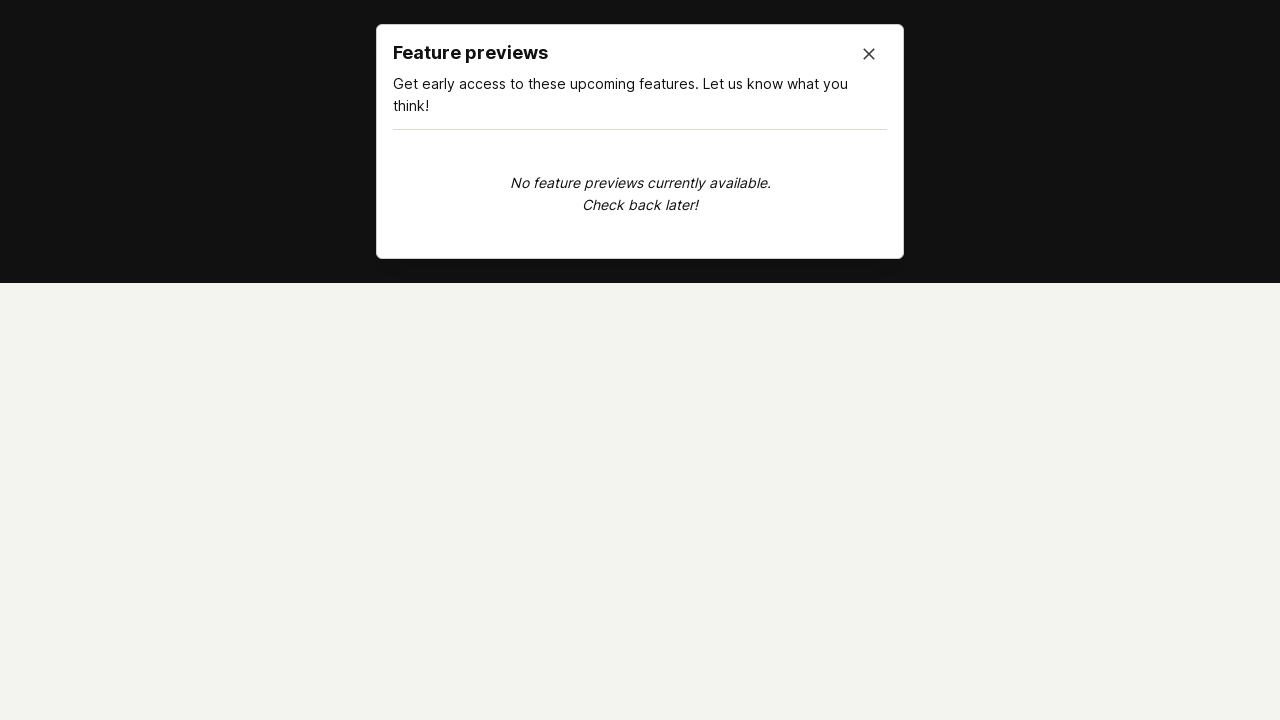 Feature previews
Get early access to these upcoming features. Let us know what you
think!
No feature previews currently available.
Check back later!